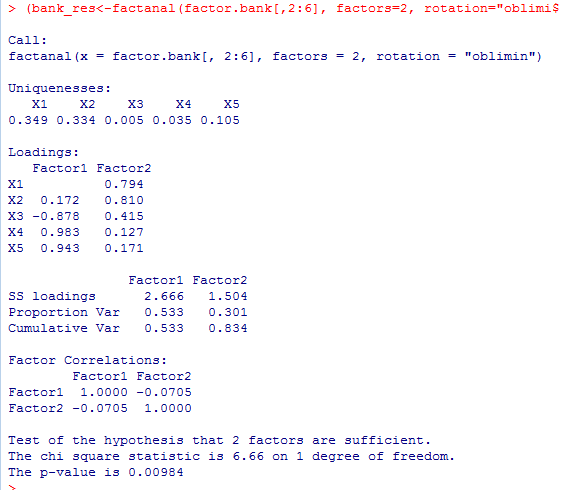 > (bank_res<-factanal(factor.bank[,2:6], factors=2, rotation="oblimi$
Call:
factanal(x = factor.bank[, 2:6], factors = 2, rotation = "oblimin")
Uniquenesses:
X1 X2 X3 X4 X5
0.349 0.334 0.005 0.035 0.105
Loadings:
Factor1 Factor2
X1 0.794
X2 0.172 0.810
X3 -0.878 0.415
X4 0.983 0.127
X5 0.943 0.171
Factor1 Factor2
SS loadings 2.666 1.504
Proportion Var 0.533 0.301
Cumulative Var 0.533 0.834
Factor Correlations:
Factor1 Factor2
Factor1 1.0000 -0.0705
Factor2 -0.0705 1.0000
Test of the hypothesis that 2 factors are sufficient.
The chi square statistic is 6.66 on 1 degree of freedom.
The p-value is 0.00984
>